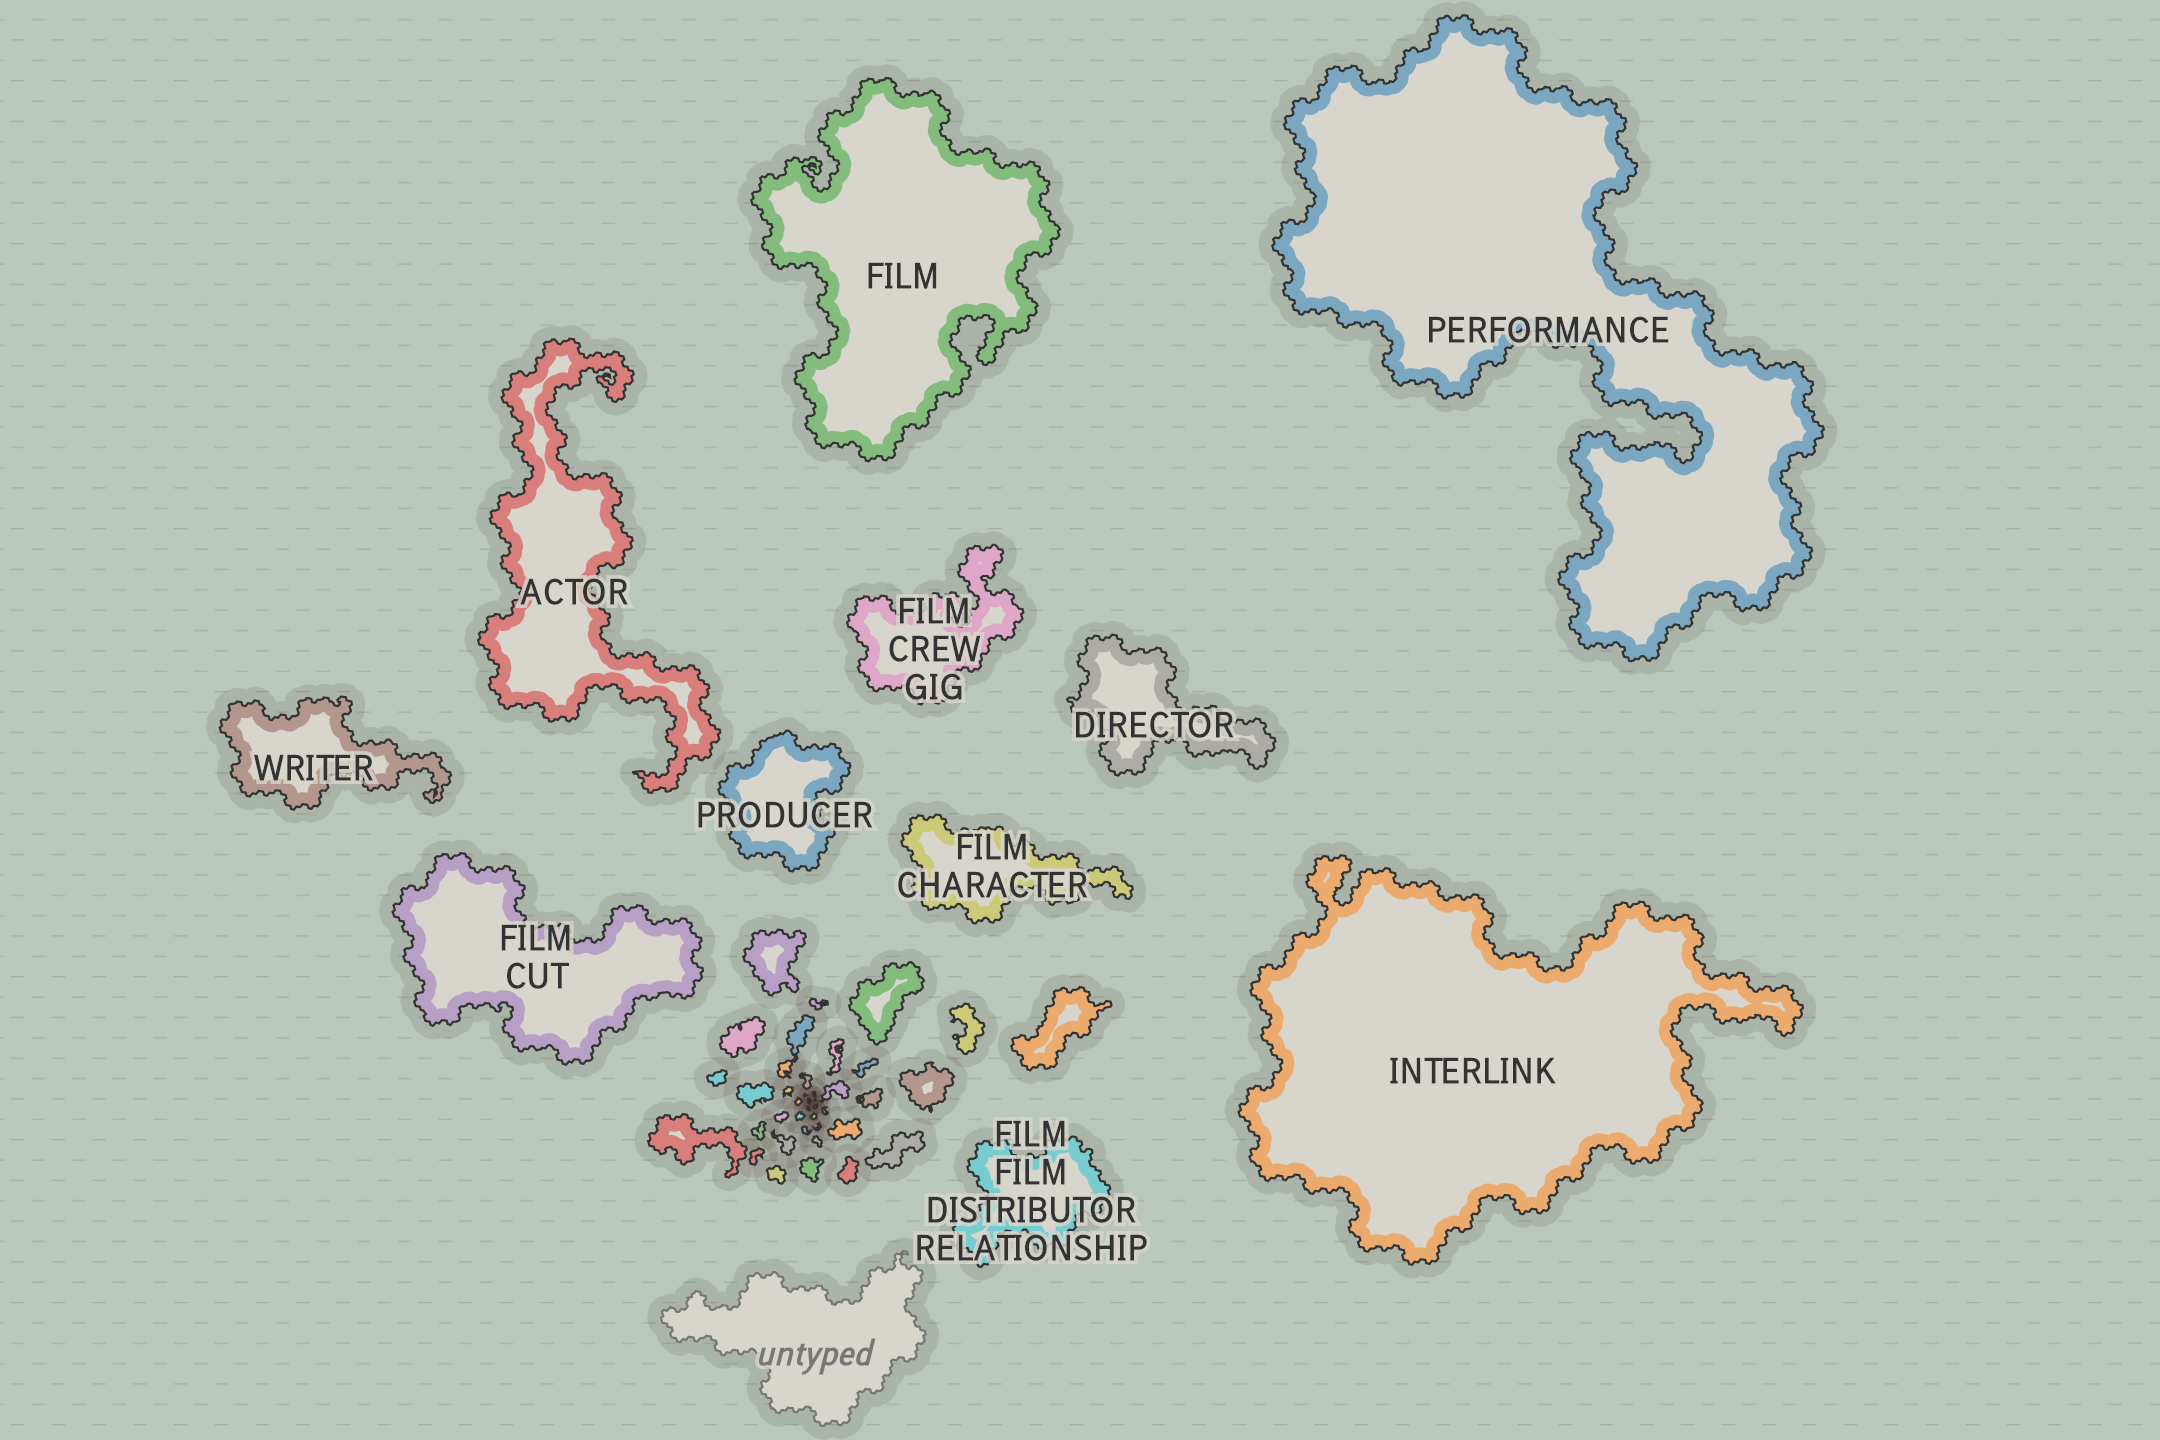 FILM
PERFORMANCE
ACTOR
FILM
CREW
GIG
DIRECTOR
WRITER
PRODUCER
FILM
CHARACTER
FILM
CUT
INTERLINK
FILM
FILM
DISTRIBUTOR
RELATIONSHIP
untyped